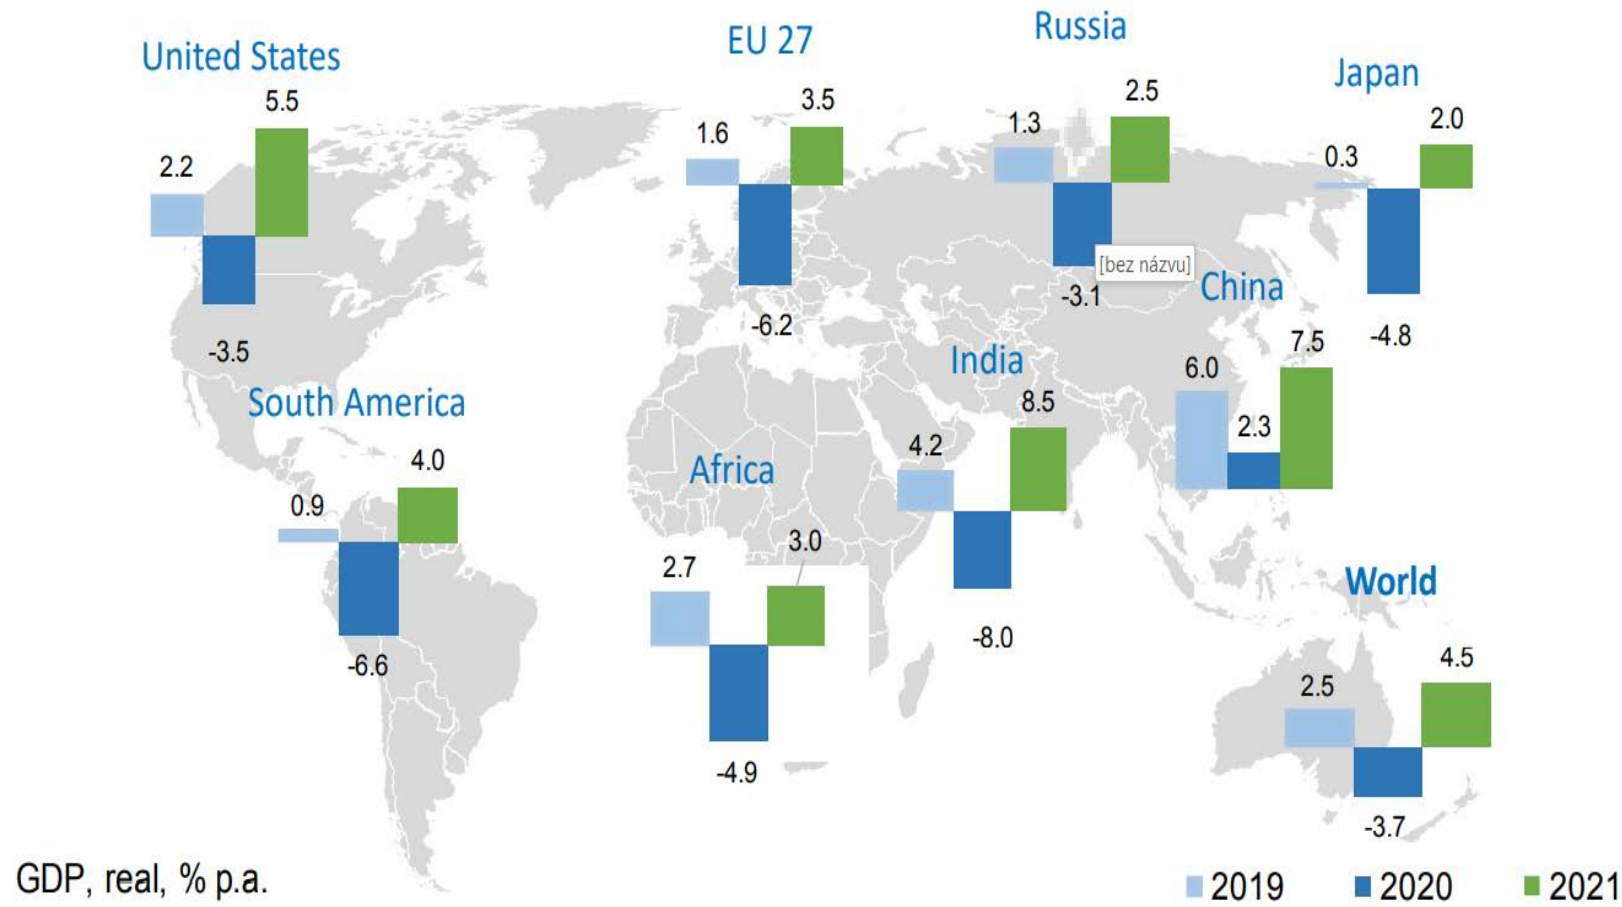 United States
5.5
2.2
-3.5
EU 27
3.5
1.6
-6.2
Russia
2.5
1.3
-3.1
[bez názvu]
Japan
2.0
0.3
-4.8
China
7.5
6.0
2.3
India
8.5
4.2
-8.0
South America
4.0
0.9
-6.6
Africa
3.0
2.7
-4.9
World
4.5
2.5
-3.7
GDP, real, % p.a.
2019 2020 2021